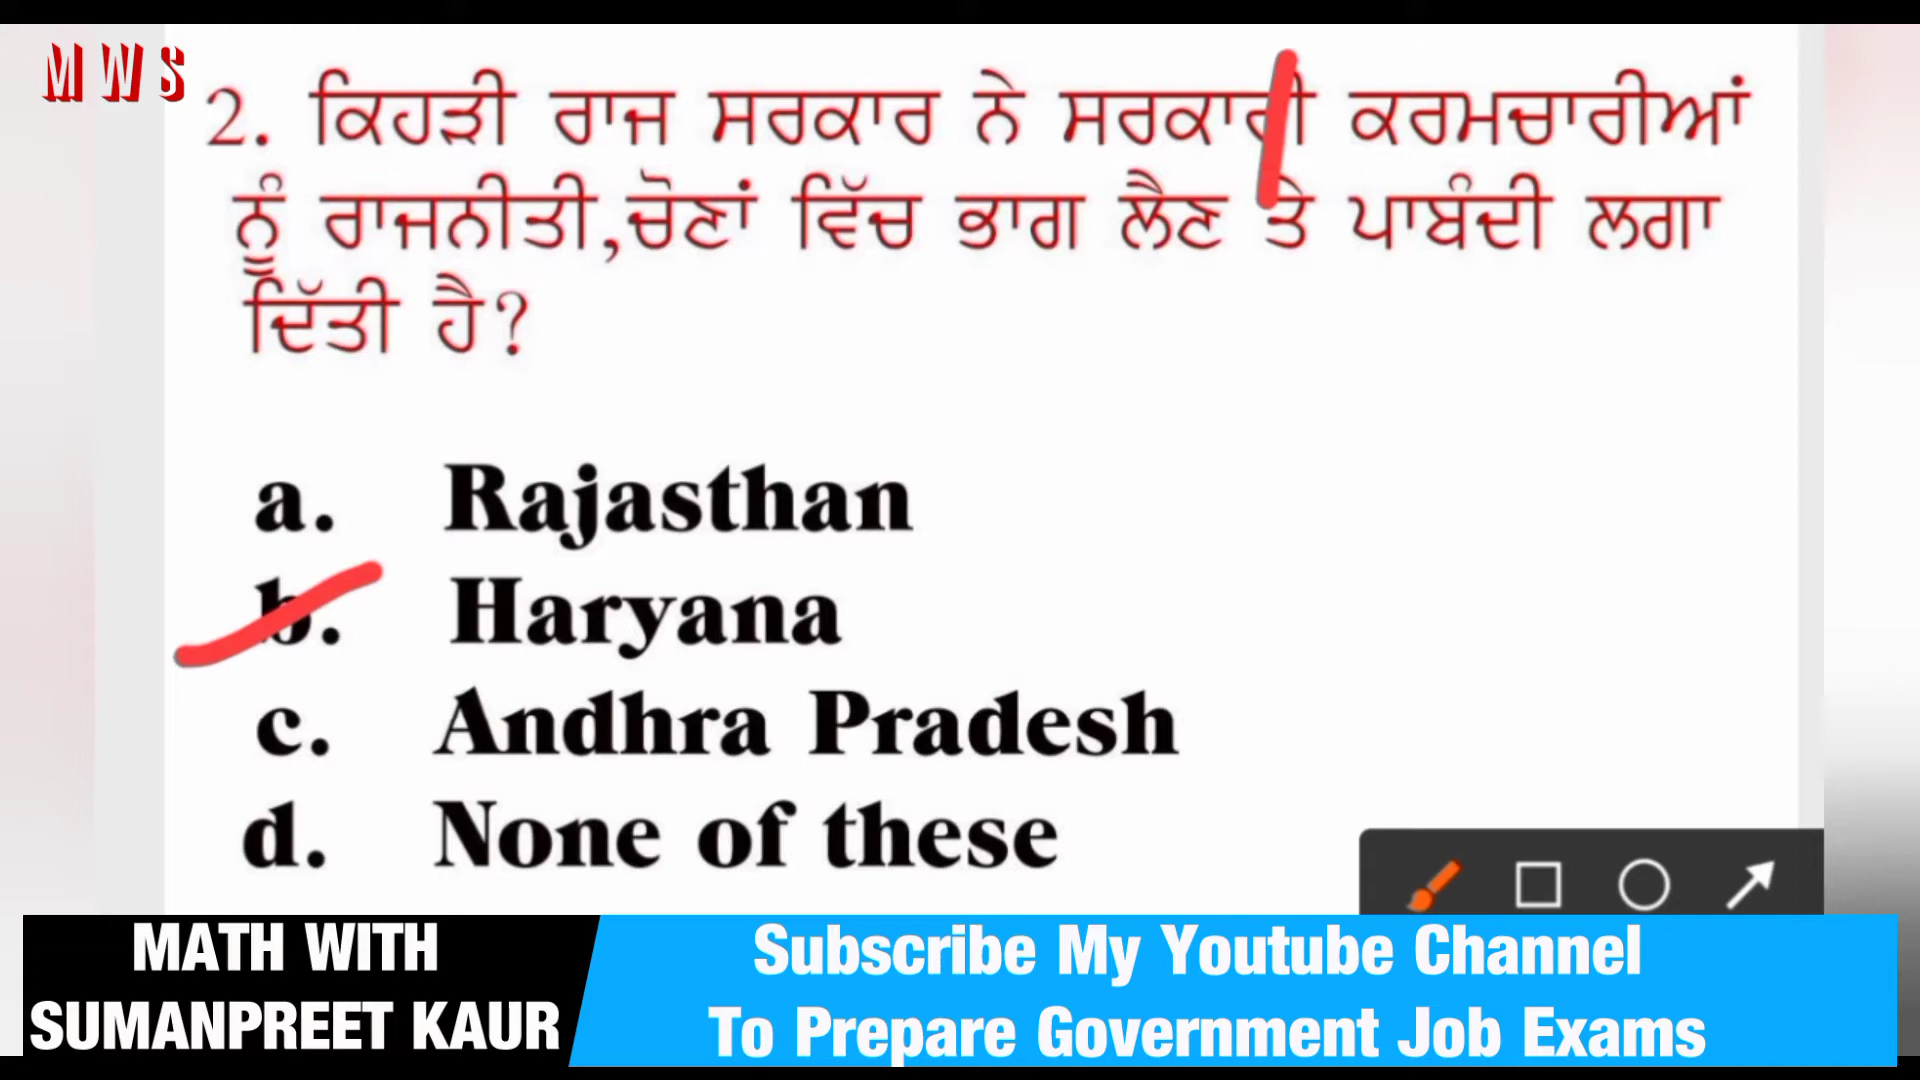 MWS
2. ਕਿਹੜੀ ਰਾਜ ਸਰਕਾਰ ਨੇ ਸਰਕਾਰੀ ਕਰਮਚਾਰੀਆਂ
ਨੂੰ ਰਾਜਨੀਤੀ,ਚੋਣਾਂ ਵਿੱਚ ਭਾਗ ਲੈਣ ਤੇ ਪਾਬੰਦੀ ਲਗਾ
ਦਿੱਤੀ ਹੈ?
a. Rajasthan
b. Haryana
c. Andhra Pradesh
d. None of these
MATH WITH
SUMANPREET KAUR
Subscribe My Youtube Channel
To Prepare Government Job Exams